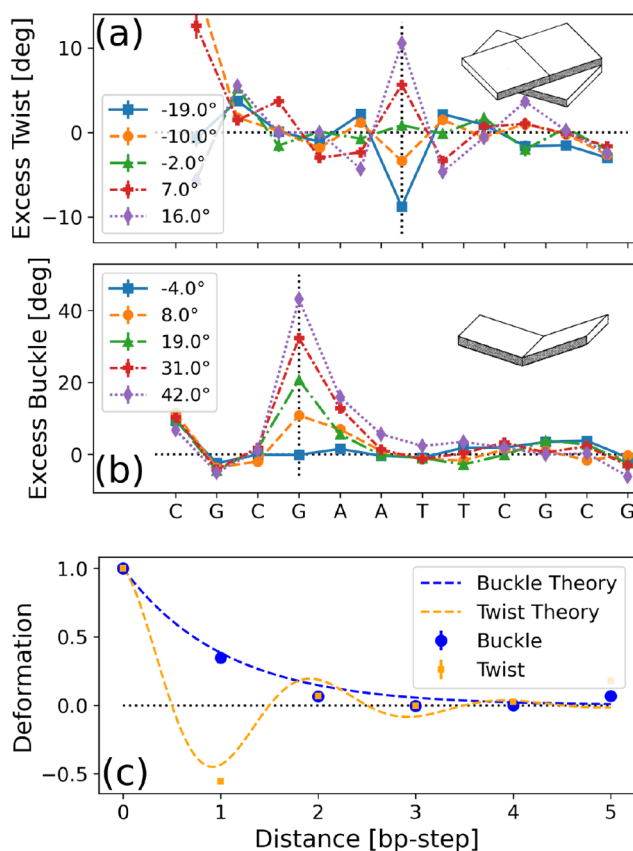 (a)
Excess Twist [deg]
10
0
−10
-19.0°
-10.0°
-2.0°
7.0°
16.0°
(b)
Excess Buckle [deg]
40
20
0
-4.0°
8.0°
19.0°
31.0°
42.0°
C G C G A A T T C G C G
(c)
Deformation
1.0
0.5
0.0
−0.5
Buckle Theory
Twist Theory
Buckle
Twist
0 1 2 3 4 5
Distance [bp-step]